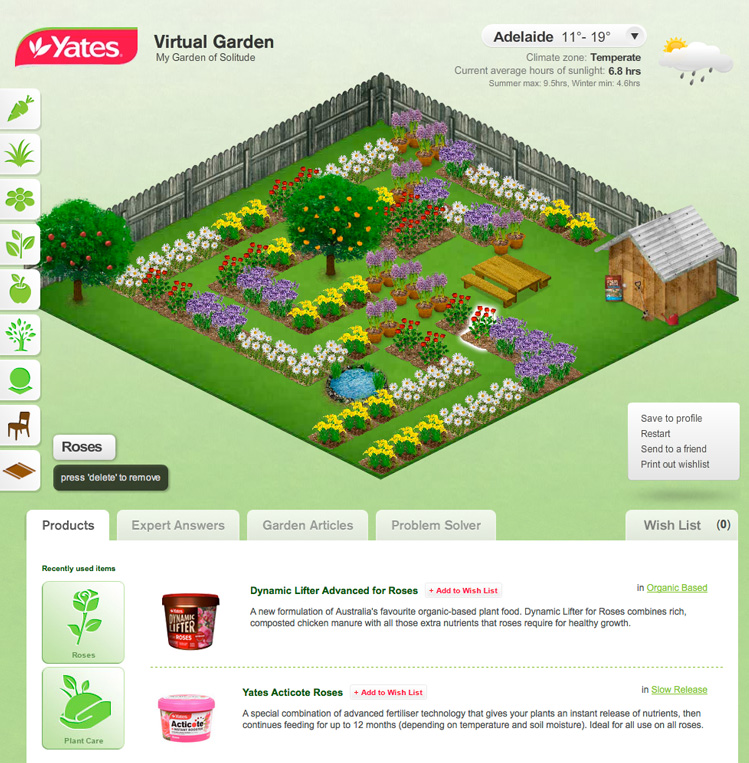 Yates
Virtual Garden
My Garden of Solitude
Adelaide 11°- 19°
Climate zone: Temperate
Current average hours of sunlight: 6.8 hrs
Summer max: 9.5hrs, Winter min: 4.6hrs
Save to profile
Restart
Send to a friend
Print out wishlist
Roses
press 'delete' to remove
Products
Expert Answers
Garden Articles
Problem Solver
Wish List (0)
Recently used items
Roses
Plant Care
Yates
DYNAMIC
LIFTER
ROSES
Dynamic Lifter Advanced for Roses + Add to Wish List
in Organic Based
A new formulation of Australia's favourite organic-based plant food. Dynamic Lifter for Roses combines rich,
composted chicken manure with all those extra nutrients that roses require for healthy growth.
Acticote
Yates Acticote Roses + Add to Wish List
in Slow Release
A special combination of advanced fertiliser technology that gives your plants an instant release of nutrients, then
continues feeding for up to 12 months (depending on temperature and soil moisture). Ideal for all use on all roses.